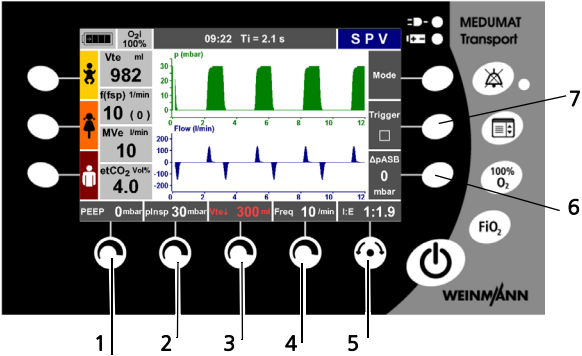 O₂i
100%
09:22 Ti = 2.1 s
S P V
MEDUMAT
Transport
Vte ml
982
f(fsp) 1/min
10 ( 0 )
MVe l/min
10
etCO₂ Vol%
4.0
p (mbar)
30
20
10
0
0 2 4 6 8 10 12
Flow (l/min)
200
100
0
-100
-200
0 2 4 6 8 10 12
Mode
Trigger
ΔpASB
0
mbar
100%
O₂
FiO₂
7
6
PEEP 0 mbar
pInsp 30 mbar
Vte↓ 300 ml
Freq 10 /min
I:E 1:1.9
WEINMANN
1 2 3 4 5